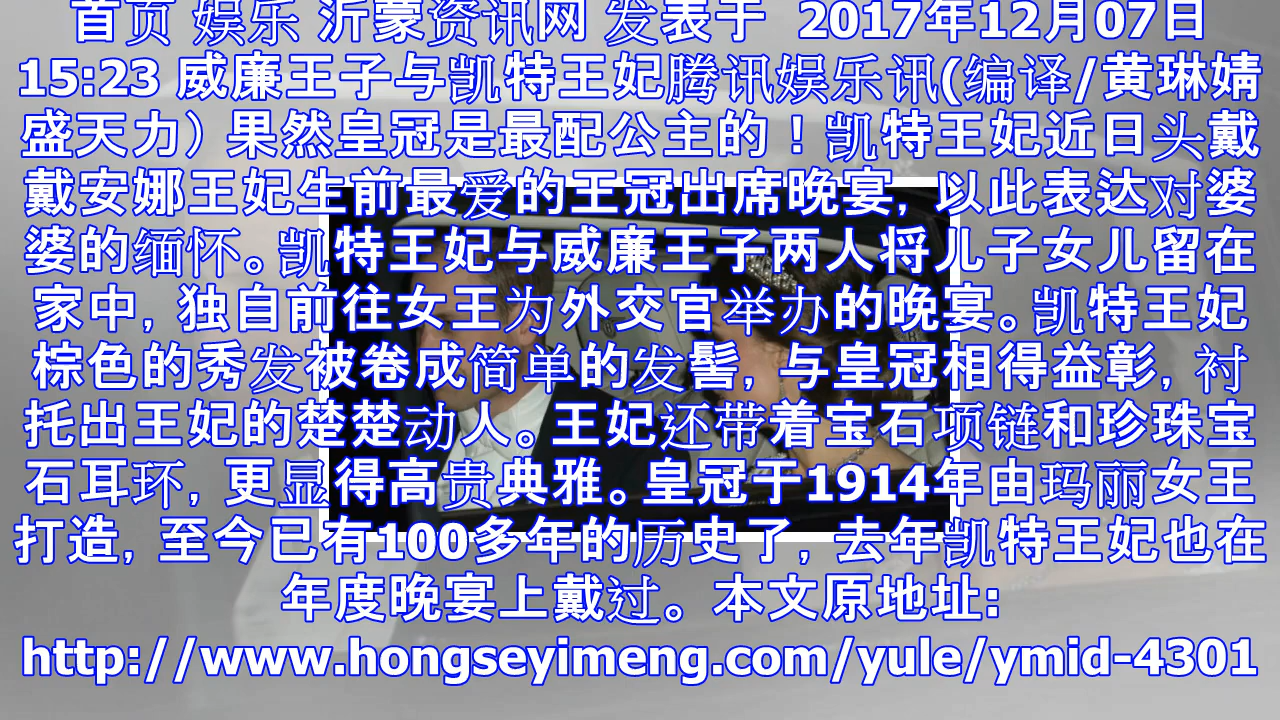 首页 娱乐 沂蒙资讯网 发表于 2017年12月07日
15:23 威廉王子与凯特王妃腾讯娱乐讯(编译/黄琳婧
盛天力）果然皇冠是最配公主的！凯特王妃近日头戴
戴安娜王妃生前最爱的王冠出席晚宴, 以此表达对婆
婆的缅怀。凯特王妃与威廉王子两人将儿子女儿留在
家中, 独自前往女王为外交官举办的晚宴。凯特王妃
棕色的秀发被卷成简单的发髻, 与皇冠相得益彰, 衬
托出王妃的楚楚动人。王妃还带着宝石项链和珍珠宝
石耳环, 更显得高贵典雅。皇冠于1914年由玛丽女王
打造, 至今已有100多年的历史了, 去年凯特王妃也在
年度晚宴上戴过。本文原地址:
http://www.hongseyimeng.com/yule/ymid-4301